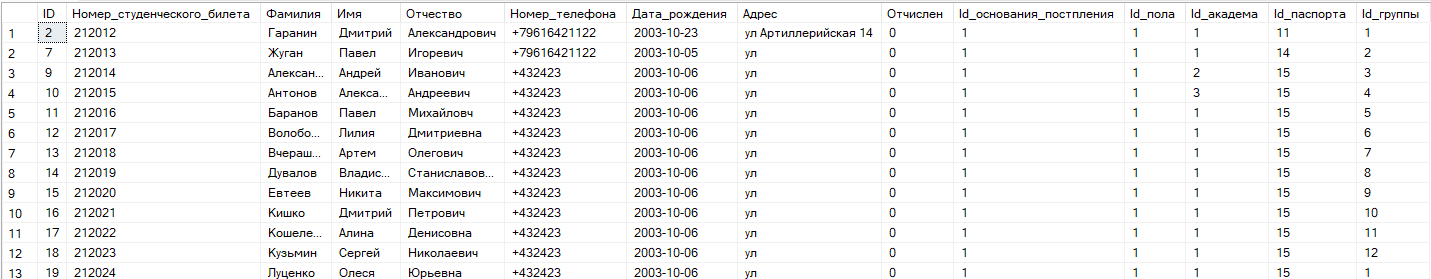 ID Номер_студенческого_билета Фамилия Имя Отчество Номер_телефона Дата_рождения Адрес Отчислен Id_основания_постпления Id_пола Id_академа Id_паспорта Id_группы
1 2 212012 Гаранин Дмитрий Александрович +79616421122 2003-10-23 ул Артиллерийская 14 0 1 1 1 11 1
2 7 212013 Жуган Павел Игоревич +79616421122 2003-10-05 ул 0 1 1 1 14 2
3 9 212014 Алексан... Андрей Иванович +432423 2003-10-06 ул 0 1 1 2 15 3
4 10 212015 Антонов Алекса... Андреевич +432423 2003-10-06 ул 0 1 1 3 15 4
5 11 212016 Баранов Павел Михайловч +432423 2003-10-06 ул 0 1 1 1 15 5
6 12 212017 Волобо... Лилия Дмитриевна +432423 2003-10-06 ул 0 1 1 1 15 6
7 13 212018 Вчераш... Артем Олегович +432423 2003-10-06 ул 0 1 1 1 15 7
8 14 212019 Дувалов Владис... Станиславов... +432423 2003-10-06 ул 0 1 1 1 15 8
9 15 212020 Евтеев Никита Максимович +432423 2003-10-06 ул 0 1 1 1 15 9
10 16 212021 Кишко Дмитрий Петрович +432423 2003-10-06 ул 0 1 1 1 15 10
11 17 212022 Кошеле... Алина Денисовна +432423 2003-10-06 ул 0 1 1 1 15 11
12 18 212023 Кузьмин Сергей Николаевич +432423 2003-10-06 ул 0 1 1 1 15 12
13 19 212024 Луценко Олеся Юрьевна +432423 2003-10-06 ул 0 1 1 1 15 1